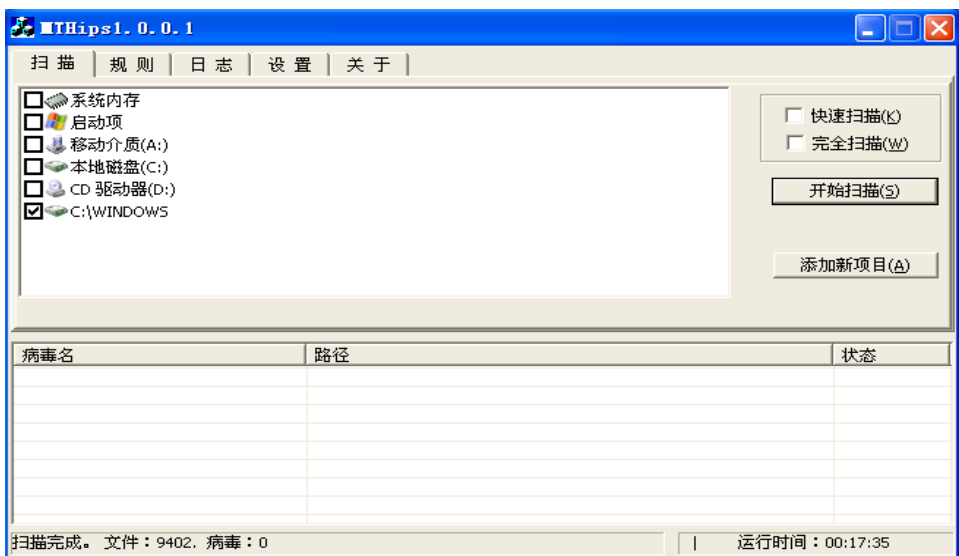 MTHips1.0.0.1
扫描 规则 日志 设置 关于
系统内存
启动项
移动介质(A:)
本地磁盘(C:)
CD 驱动器(D:)
C:\WINDOWS
快速扫描(K)
完全扫描(W)
开始扫描(S)
添加新项目(A)
病毒名 路径 状态
扫描完成。文件：9402. 病毒：0 | 运行时间：00:17:35